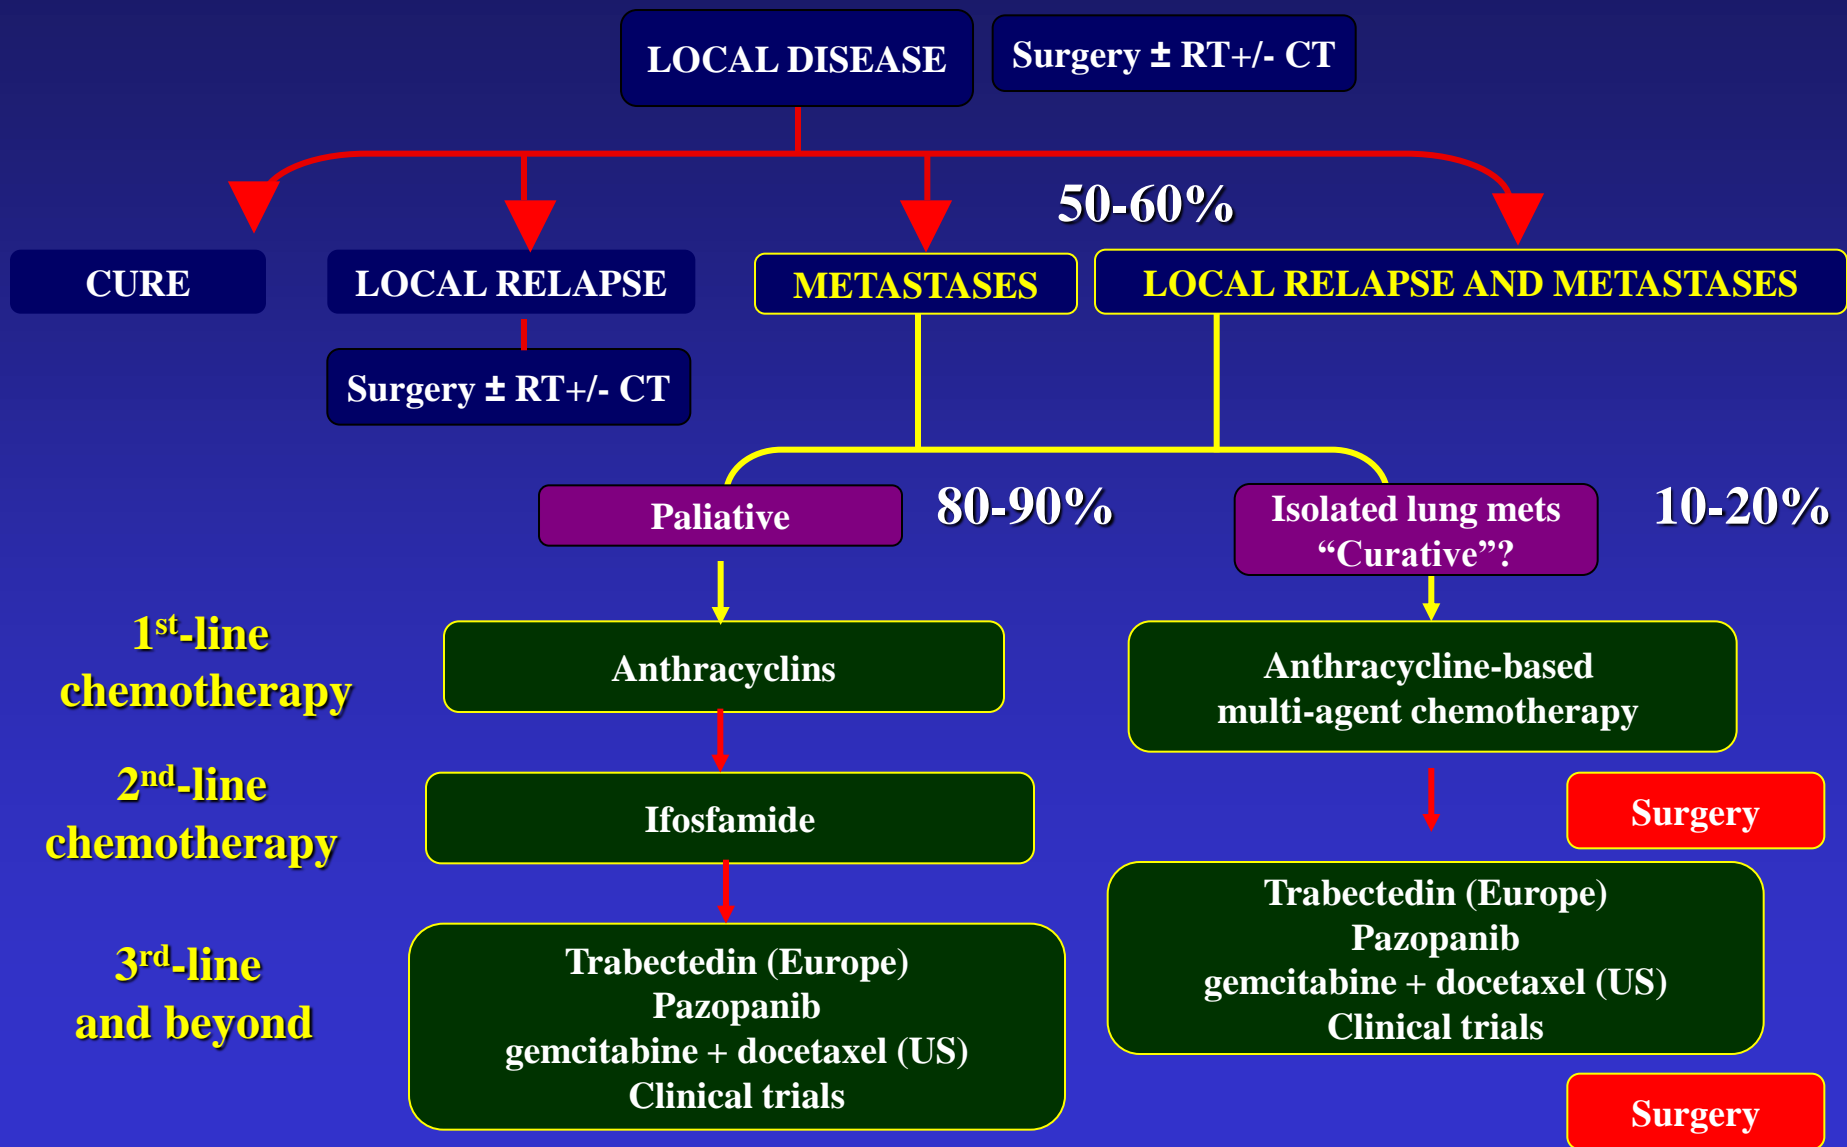 LOCAL DISEASE
Surgery ± RT+/- CT
50-60%
CURE
LOCAL RELAPSE
METASTASES
LOCAL RELAPSE AND METASTASES
Surgery ± RT+/- CT
Paliative
80-90%
Isolated lung mets
“Curative”?
10-20%
1st-line
chemotherapy
Anthracyclins
Anthracycline-based
multi-agent chemotherapy
2nd-line
chemotherapy
Ifosfamide
Surgery
3rd-line
and beyond
Trabectedin (Europe)
Pazopanib
gemcitabine + docetaxel (US)
Clinical trials
Trabectedin (Europe)
Pazopanib
gemcitabine + docetaxel (US)
Clinical trials
Surgery